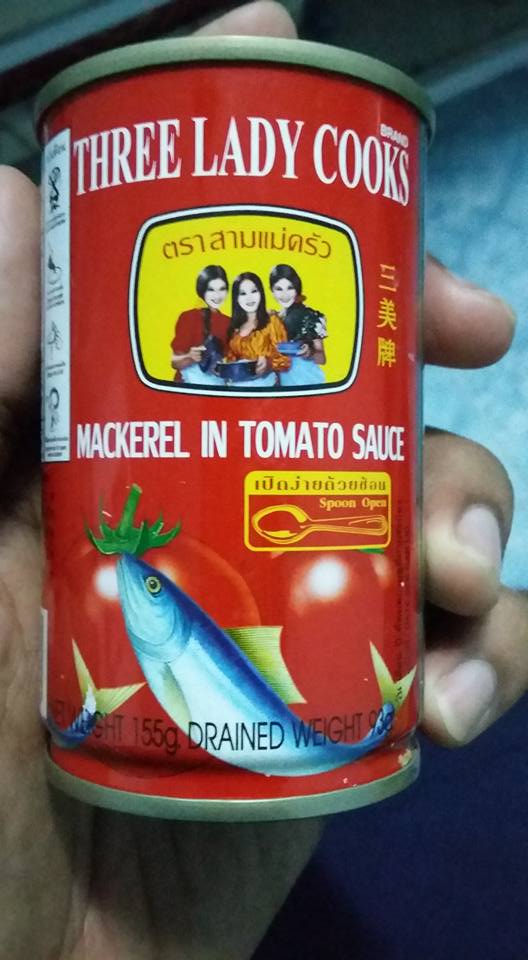 THREE LADY COOKS
BRAND
ตราสามแม่ครัว
三美牌
MACKEREL IN TOMATO SAUCE
เปิดง่ายด้วยช้อน
Spoon Open
WEIGHT 155g. DRAINED WEIGHT 93g.